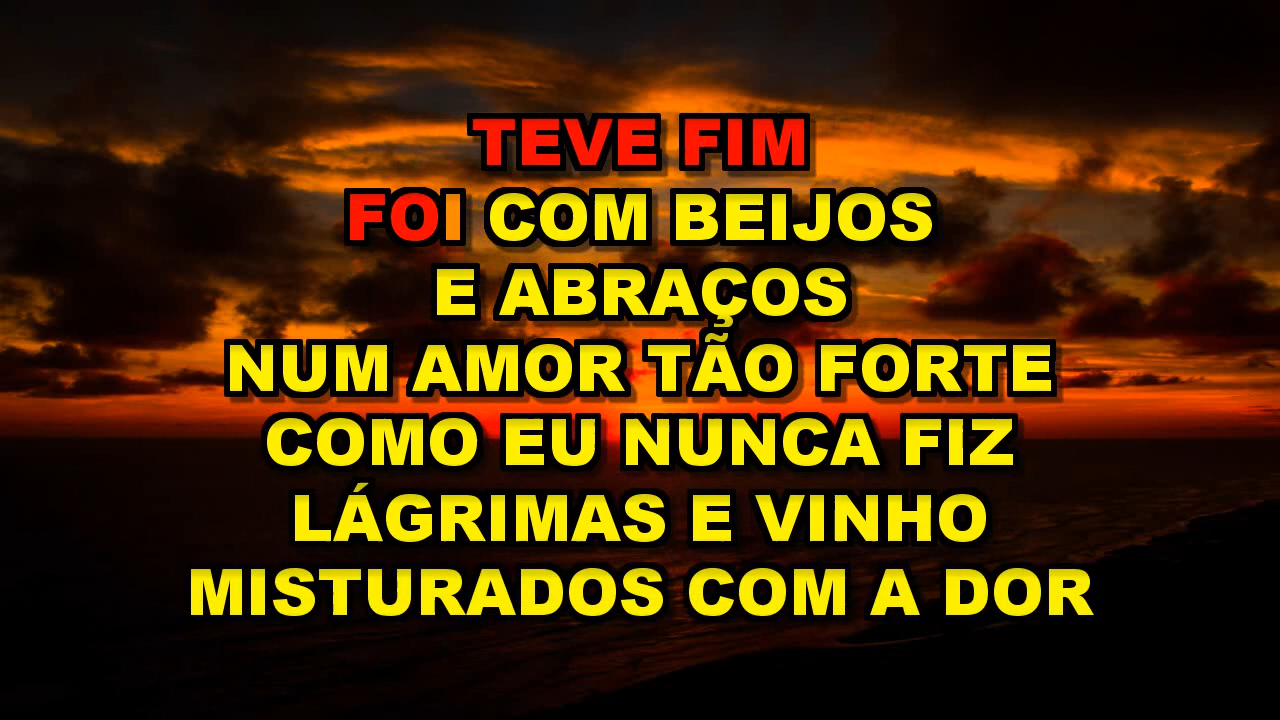 TEVE FIM
FOI COM BEIJOS
E ABRAÇOS
NUM AMOR TÃO FORTE
COMO EU NUNCA FIZ
LÁGRIMAS E VINHO
MISTURADOS COM A DOR